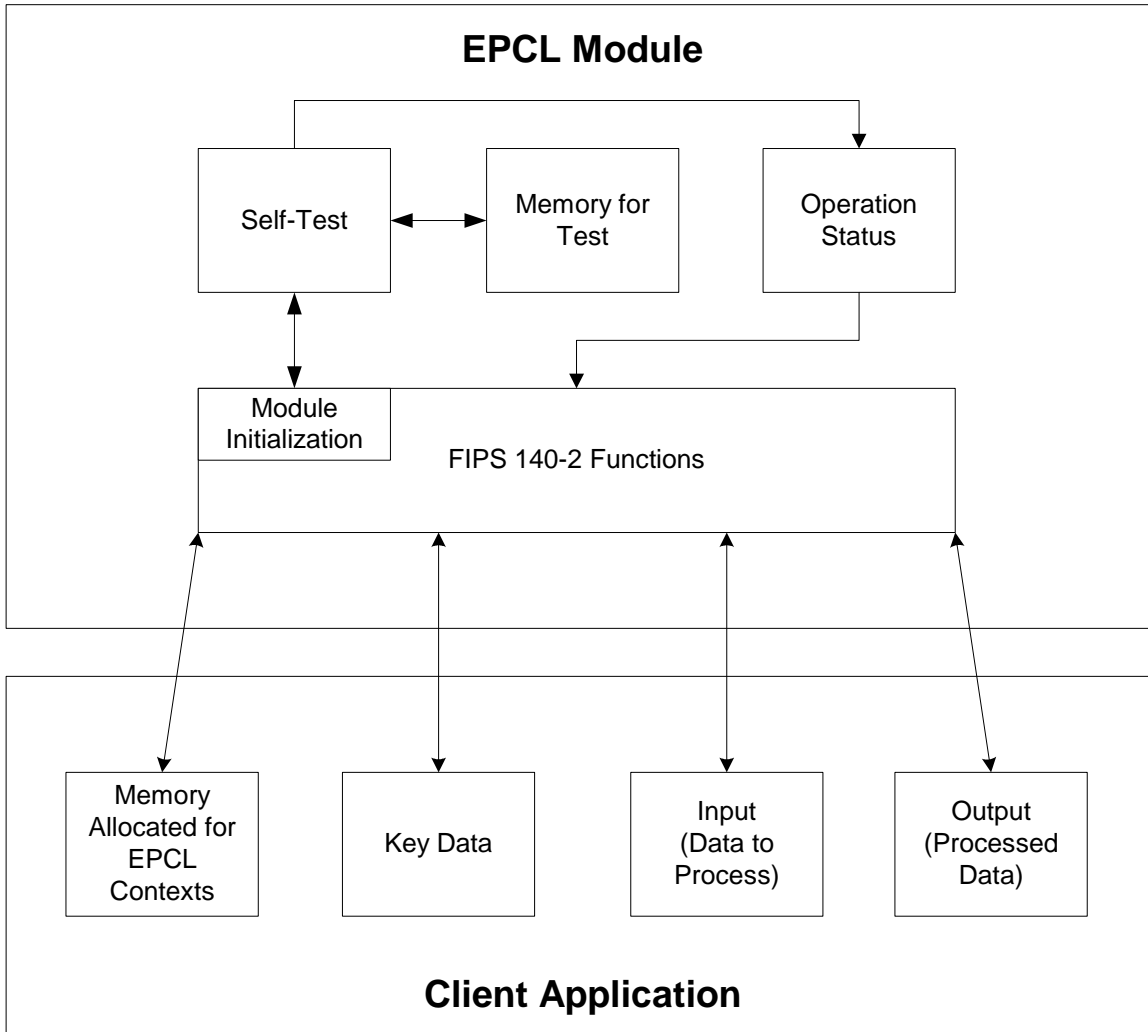 EPCL Module
Self-Test
Memory for
Test
Operation
Status
Module
Initialization
FIPS 140-2 Functions
Memory
Allocated for
EPCL
Contexts
Key Data
Input
(Data to
Process)
Output
(Processed
Data)
Client Application